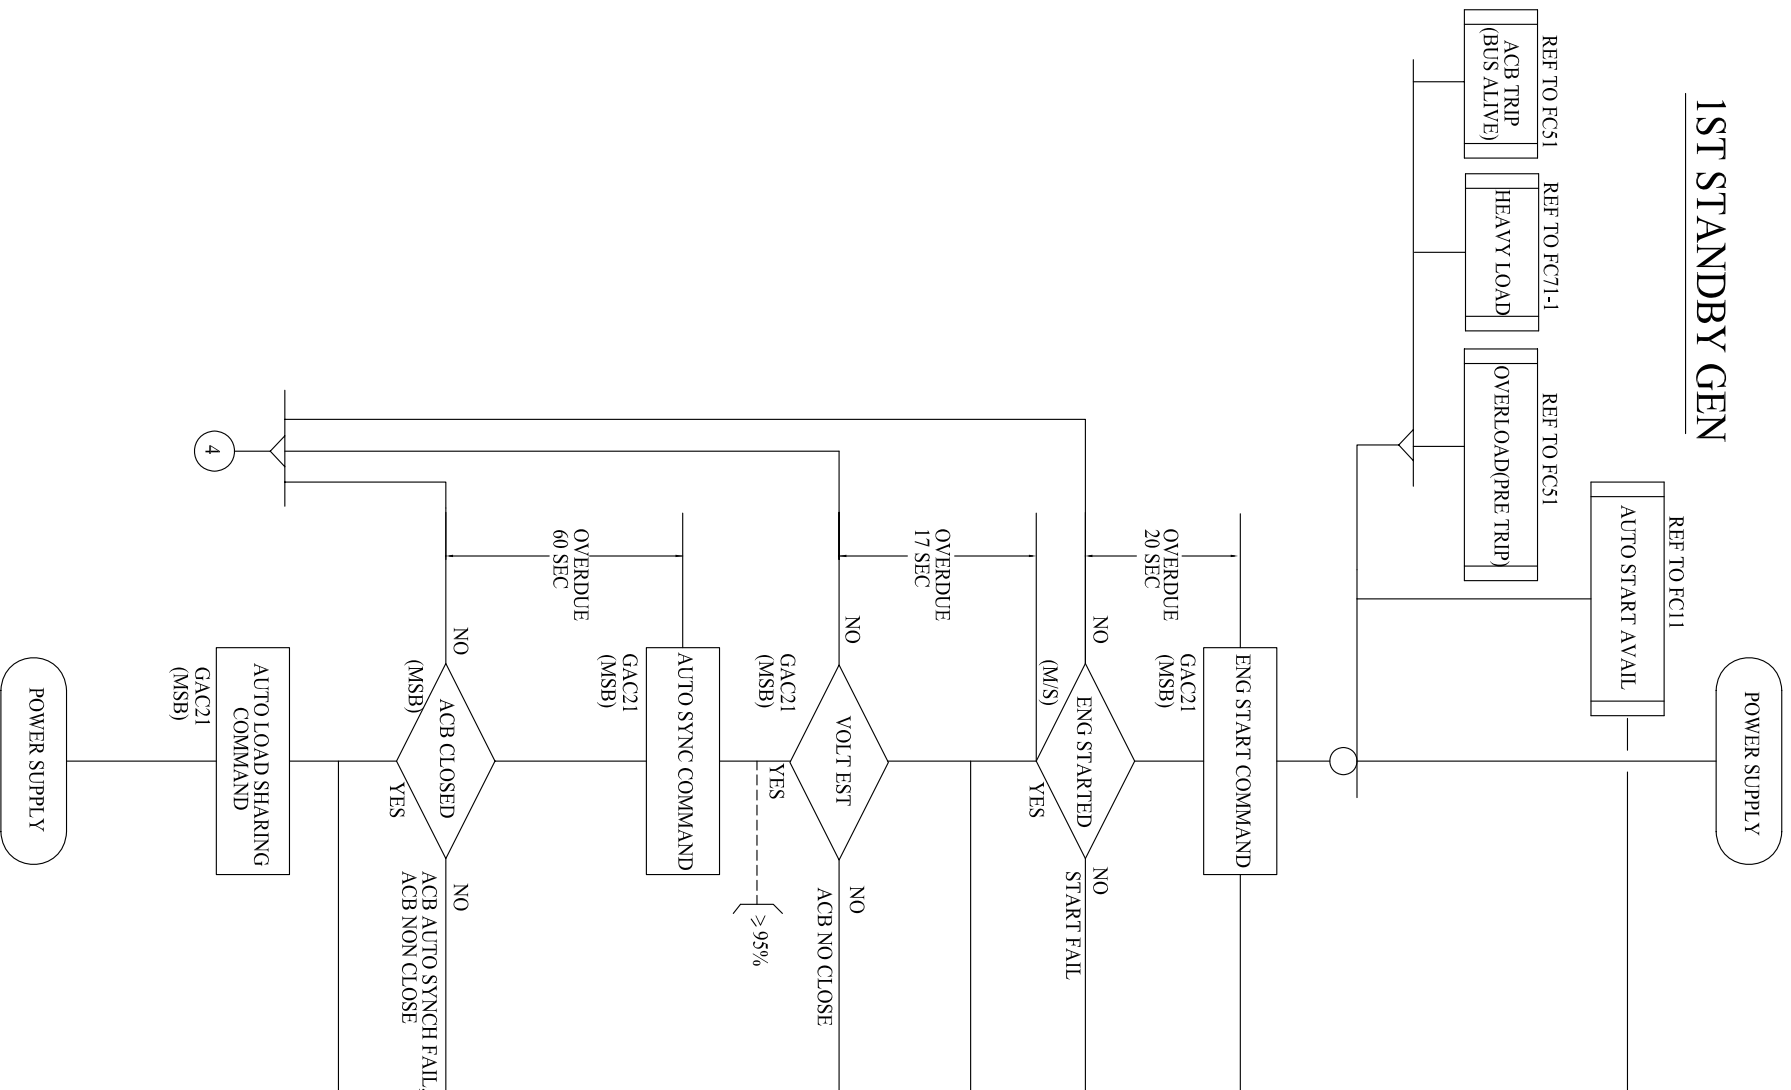 1ST STANDBY GEN
REF TO FC51
ACB TRIP
(BUS ALIVE)
REF TO FC71-1
HEAVY LOAD
REF TO FC51
OVERLOAD(PRE TRIP)
REF TO FC11
AUTO START AVAIL
POWER SUPPLY
ENG START COMMAND
GAC21
(MSB)
OVERDUE
20 SEC
NO
ENG STARTED
(M/S)
YES
NO
START FAIL
OVERDUE
17 SEC
NO
VOLT EST
GAC21
(MSB)
YES
NO
ACB NO CLOSE
≥ 95%
AUTO SYNC COMMAND
GAC21
(MSB)
OVERDUE
60 SEC
NO
ACB CLOSED
(MSB)
YES
NO
ACB AUTO SYNCH FAIL,
ACB NON CLOSE
4
AUTO LOAD SHARING
COMMAND
GAC21
(MSB)
POWER SUPPLY